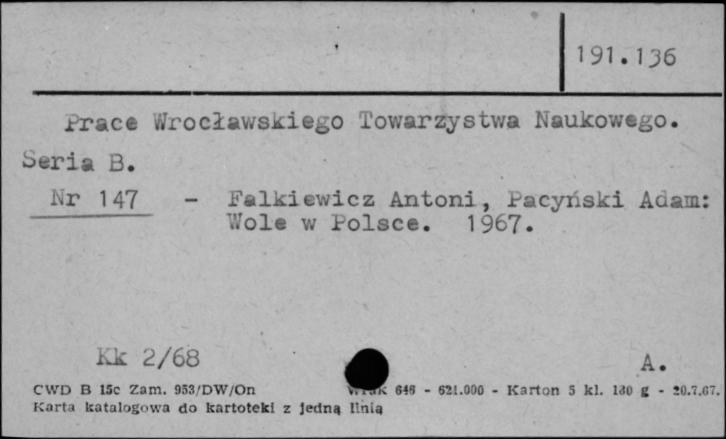 191.136
Prace Wrocławskiego Towarzystwa Naukowego.
Seria B.
Nr 147 - Falkiewicz Antoni, Pacyński Adam:
Wole w Polsce. 1967.
Kk 2/68 A.
CWD B 15c Zam. 953/DW/On 646 - 621.000 - Karton 5 kl. 130 g - 20.7.67.
Karta katalogowa do kartoteki z jedną linią